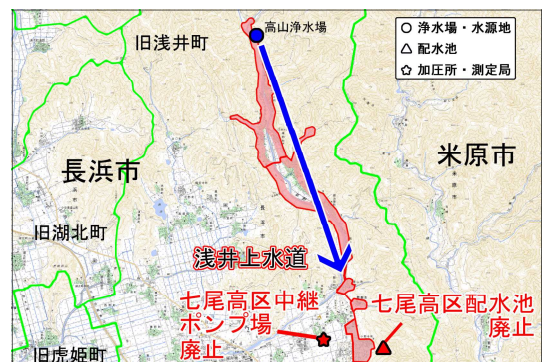 高山浄水場
浄水場・水源地
配水池
加圧所・測定局
旧浅井町
長浜市
米原市
旧湖北町
浅井上水道
七尾高区中継
ポンプ場
廃止
七尾高区配水池
廃止
旧虎姫町